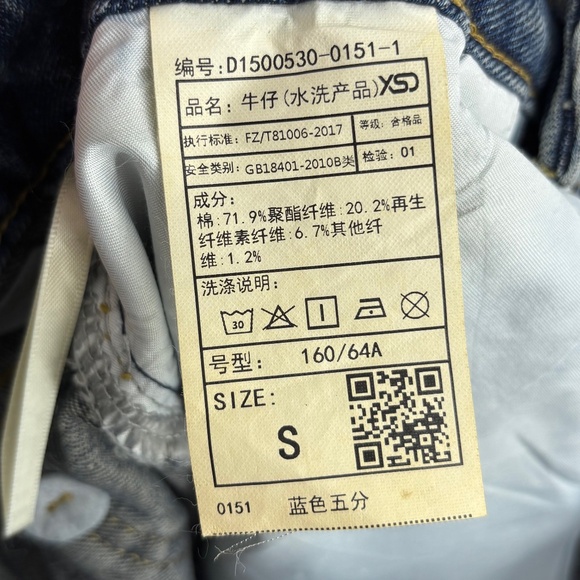 编号:D1500530-0151-1
品名: 牛仔(水洗产品) XSD
执行标准: FZ/T81006-2017 等级: 合格品
安全类别: GB18401-2010B类 检验: 01
成分:
棉:71.9%聚酯纤维:20.2%再生
纤维素纤维:6.7%其他纤
维:1.2%
洗涤说明:
30
号型: 160/64A
SIZE:
S
0151 蓝色五分